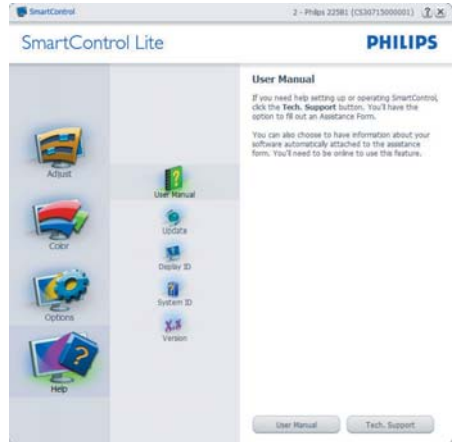 SmartControl
2 - Philips 225B1 (CS30715000001)
SmartControl Lite
PHILIPS
Adjust
Color
Options
Help
User Manual
Update
Display ID
System ID
Version
User Manual
If you need help setting up or operating SmartControl,
click the Tech. Support button. You'll have the
option to fill out an Assistance Form.
You can also choose to have information about your
software automatically attached to the assistance
form. You'll need to be online to use this feature.
User Manual
Tech. Support